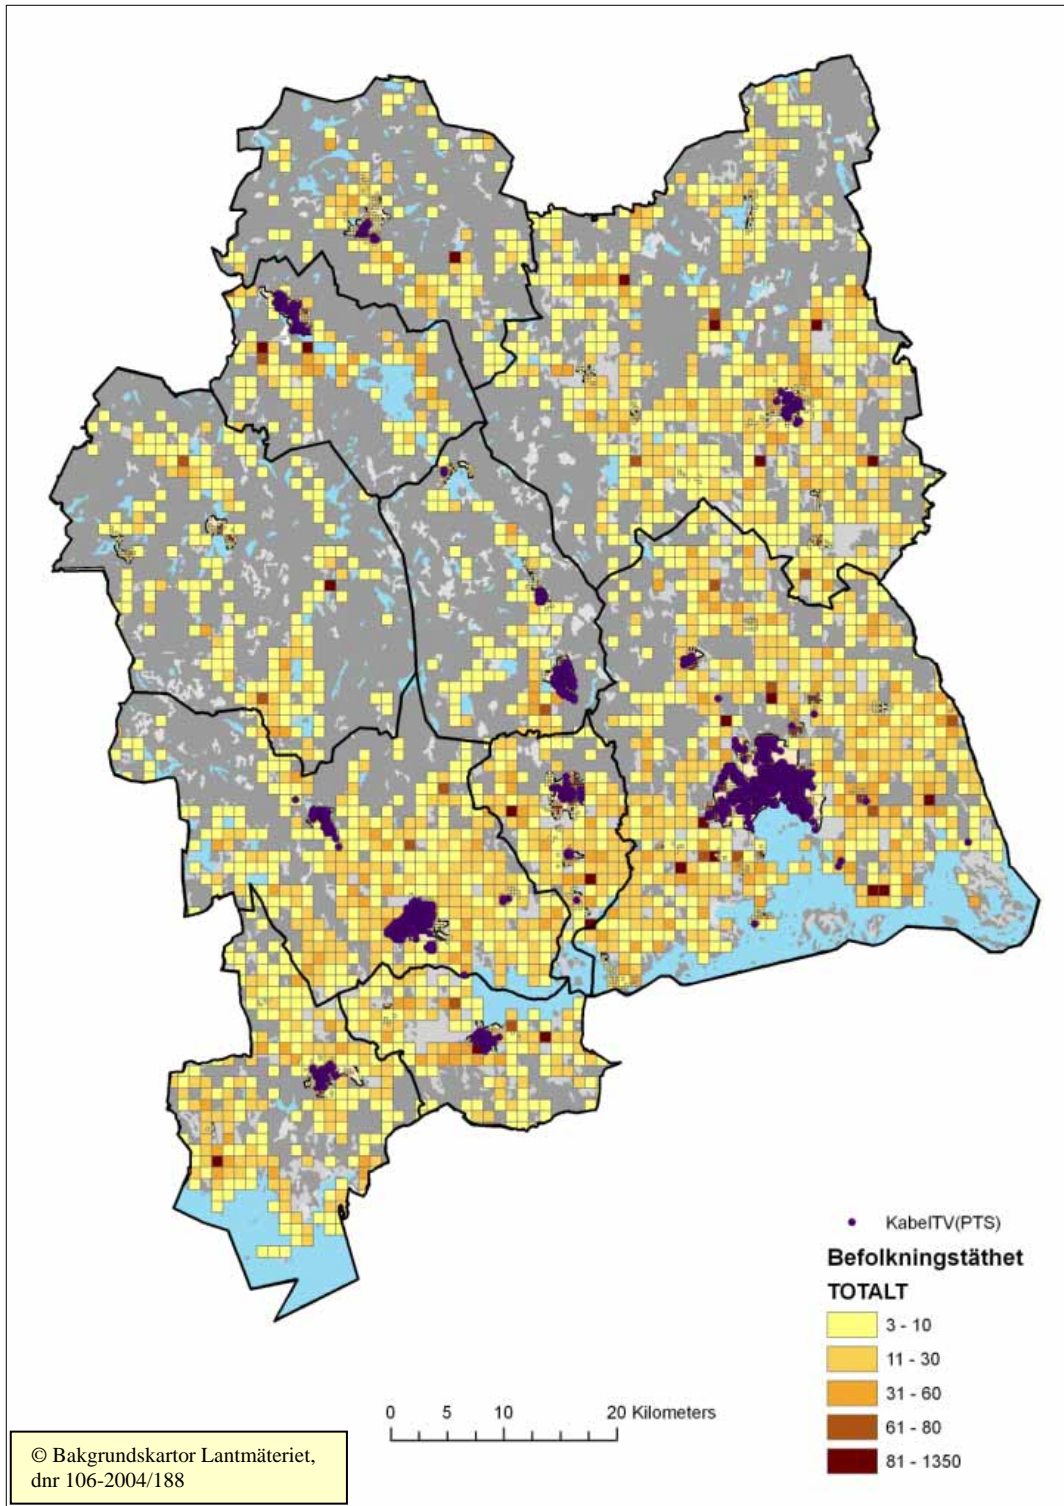 KabelTV(PTS)
Befolkningstäthet
TOTALT
3 - 10
11 - 30
31 - 60
61 - 80
81 - 1350
0 5 10 20 Kilometers
© Bakgrundskartor Lantmäteriet,
dnr 106-2004/188